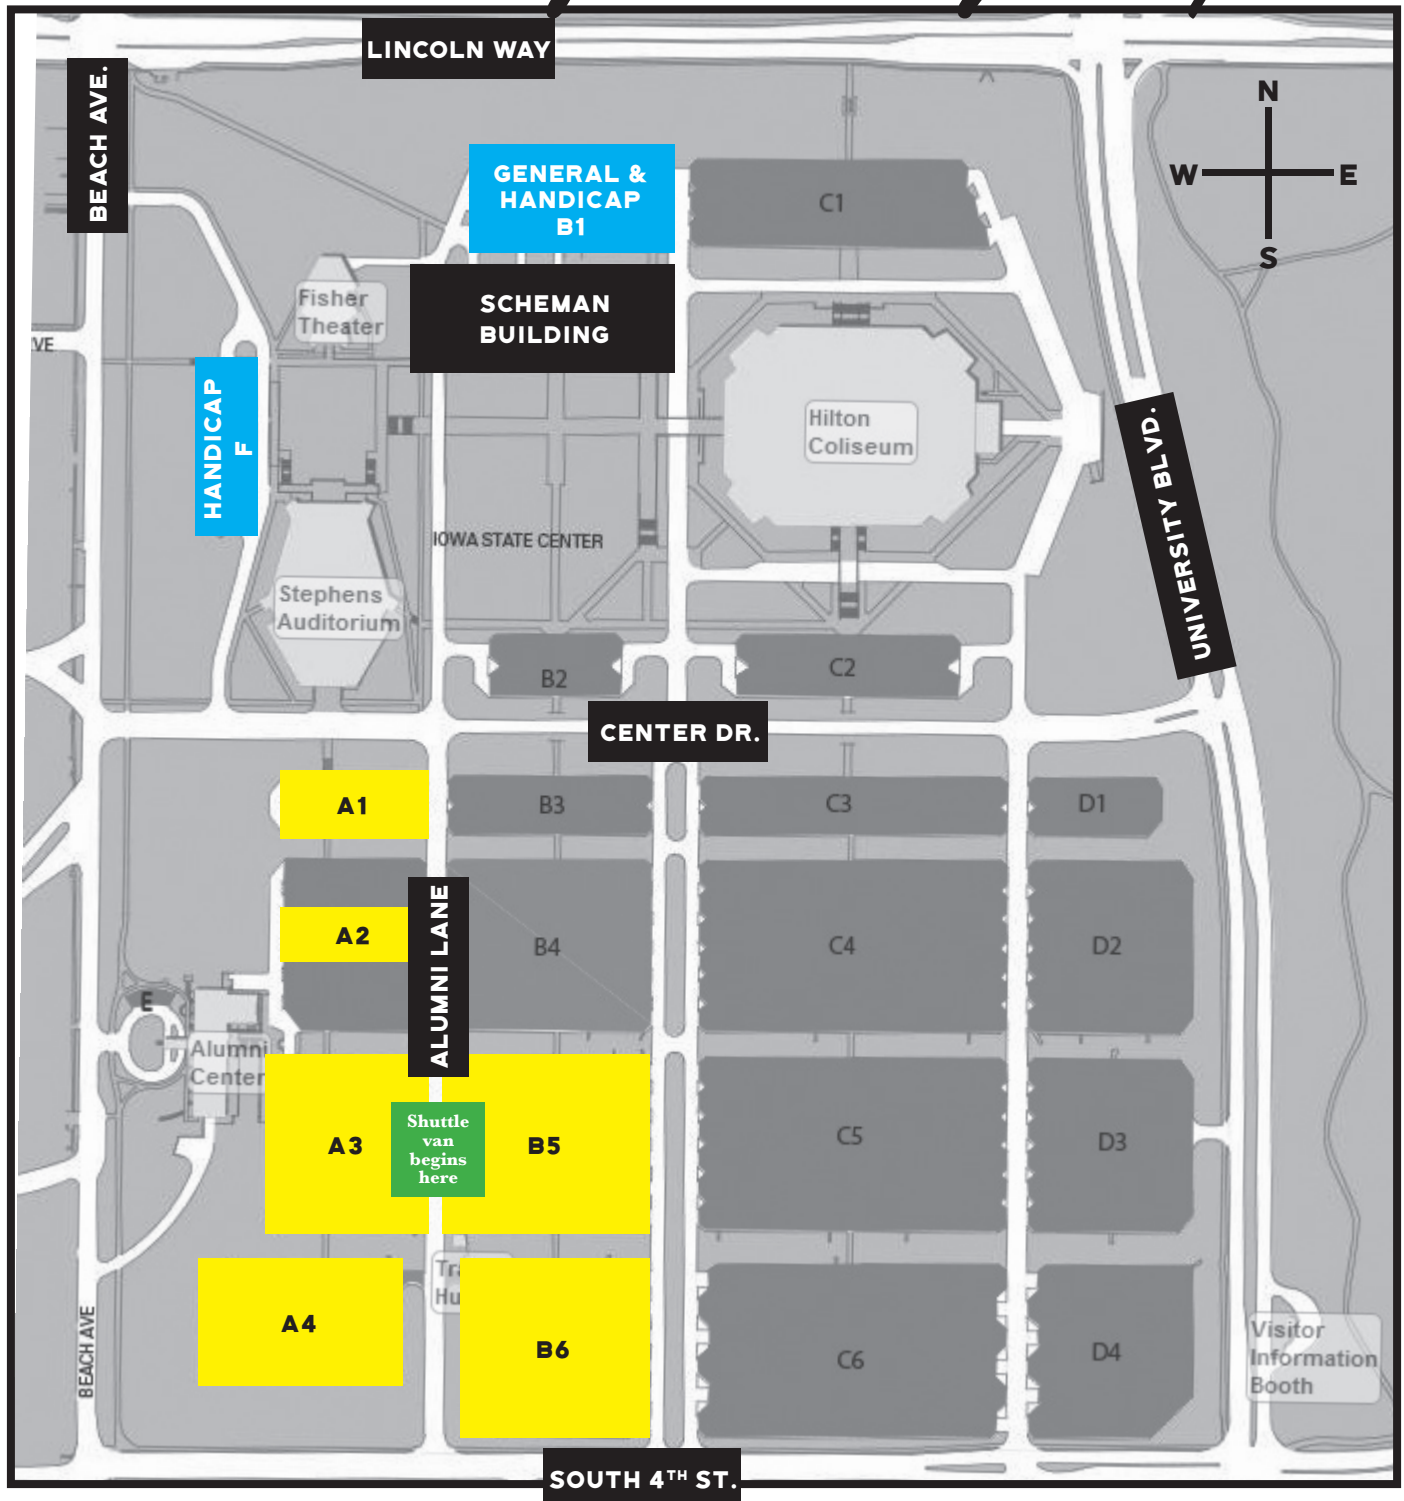 LINCOLN WAY
BEACH AVE.
N
W E
S
GENERAL &
HANDICAP
B1
C1
SCHEMAN
BUILDING
Fisher
Theater
VE
HANDICAP
F
Hilton
Coliseum
UNIVERSITY BLVD.
IOWA STATE CENTER
Stephens
Auditorium
B2
C2
CENTER DR.
A1
B3
C3
D1
A2
ALUMNI LANE
B4
C4
D2
E
Alumni
Center
A3
Shuttle
van
begins
here
B5
C5
D3
A4
Tra
Hu
B6
C6
D4
BEACH AVE
Visitor
Information
Booth
SOUTH 4TH ST.